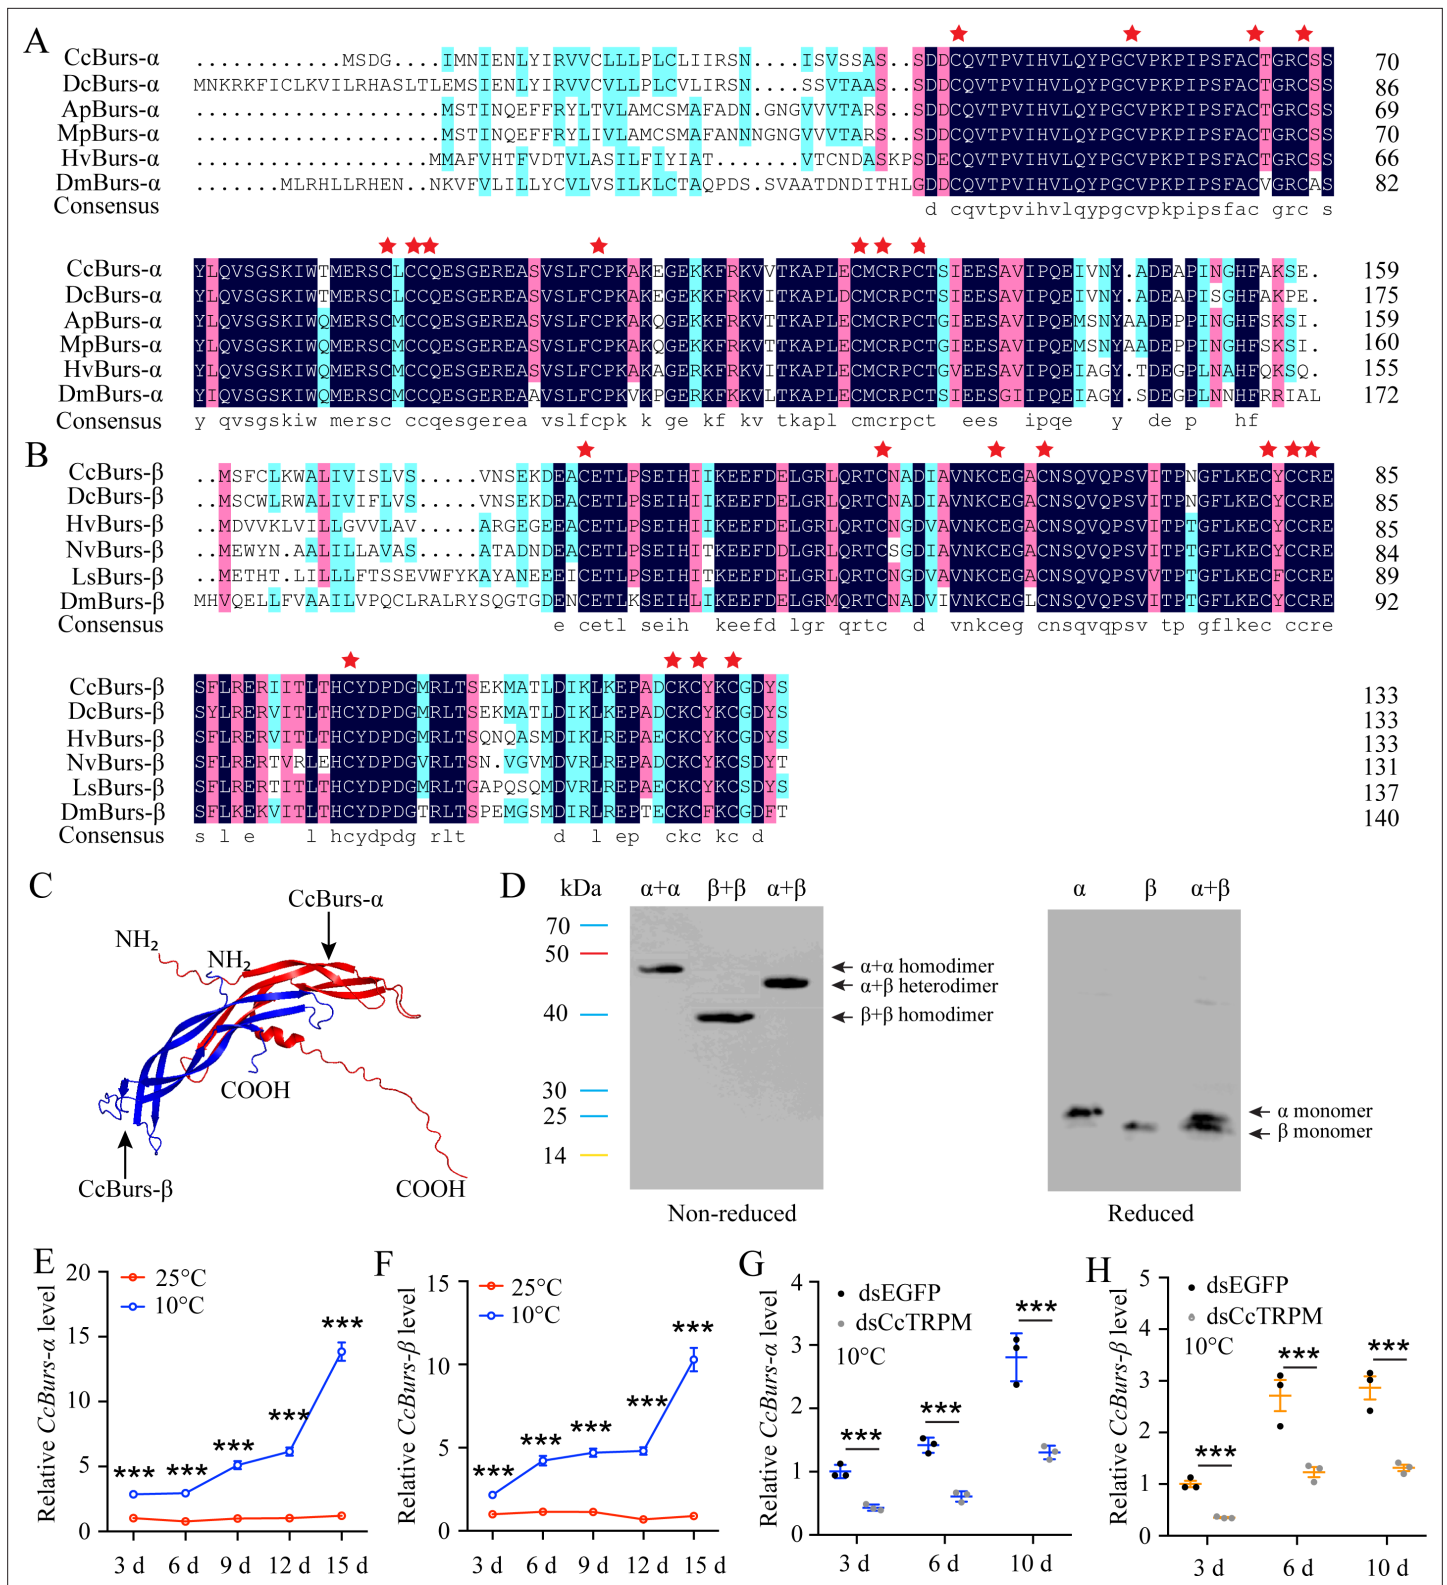 A
CcBurs-α ............MSDG....IMNIENLYIRVVCLLLPLCLIIRSN....ISVSSAS..SDDCQVTPVIHVLQYPGCVPKPIPSFACTGRCSS 70
DcBurs-α MNKRKFICLKVILRHASLTLEMSIENLYIRVVCVLLPLCVLIRSN....SSVTAAS..SDDCQVTPVIHVLQYPGCVPKPIPSFACTGRCSS 86
ApBurs-α ....................MSTINQEFFRYLTVLAMCSMAFADN.GNGVVVTARS..SDDCQVTPVIHVLQYPGCVPKPIPSFACTGRCSS 69
MpBurs-α ....................MSTINQEFFRYLIVLAMCSMAFANNNGNGVVVTARS..SDDCQVTPVIHVLQYPGCVPKPIPSFACTGRCSS 70
HvBurs-α ...................MMAFVHTFVDTVLASILFIYIAT.......VTCNDASKPSDECQVTPVIHVLQYPGCVPKPIPSFACTGRCSS 66
DmBurs-α .......MLRHLLRHEN..NKVFVLILLYCVLVSILKLCTAQPDS.SVAATDNDITHLGDDCQVTPVIHVLQYPGCVPKPIPSFACVGRCAS 82
Consensus d cqvtpvihvlqypgcvpkpipsfac grc s
CcBurs-α YLQVSGSKIWTMERSCLCCQESGEREASVSLFCPKAKEGEKKFRKVVTKAPLECMCRPCTSIEESAVIPQEIVNY.ADEAPINGHFAKSE. 159
DcBurs-α YLQVSGSKIWTMERSCLCCQESGEREASVSLFCPKAKEGEKKFRKVITKAPLDCMCRPCTSIEESAVIPQEIVNY.ADEAPISGHFAKPE. 175
ApBurs-α YLQVSGSKIWQMERSCMCCQESGEREASVSLFCPKAKQGEKKFRKVTTKAPLECMCRPCTGIEESAVIPQEMSNYAADEPPINGHFSKSI. 159
MpBurs-α YLQVSGSKIWQMERSCMCCQESGEREASVSLFCPKAKQGEKKFRKVTTKAPLECMCRPCTGIEESAVIPQEMSNYAADEPPINGHFSKSI. 160
HvBurs-α YLQVSGSKIWQMERSCMCCQESGEREASVSLFCPKAKAGERKFRKVITKAPLECMCRPCTGVEESAVIPQEIAGY.TDEGPLNAHFQKSQ. 155
DmBurs-α YIQVSGSKIWQMERSCMCCQESGEREAAVSLFCPKVKPGERKFKKVLTKAPLECMCRPCTSIEESGIIPQEIAGY.SDEGPLNNHFRRIAL 172
Consensus y qvsgskiw mersc ccqesgerea vslfcpk k ge kf kv tkapl cmcrpct ees ipqe y de p hf
B
CcBurs-β ..MSFCLKWALIVISLVS.....VNSEKDEACETLPSEIHIIKEEFDELGRLQRTCNADIAVNKCEGACNSQVQPSVITPNGFLKECYCCRE 85
DcBurs-β ..MSCWLRWALIVIFLVS.....VNSEKDEACETLPSEIHIIKEEFDELGRLQRTCNADIAVNKCEGACNSQVQPSVITPNGFLKECYCCRE 85
HvBurs-β ..MDVVKLVILLGVVLAV.....ARGEGEEACETLPSEIHIIKEEFDELGRLQRTCNGDVAVNKCEGACNSQVQPSVITPTGFLKECYCCRE 85
NvBurs-β ..MEWYN.AALILLAVAS.....ATADNDEACETLPSEIHITKEEFDDLGRLQRTCSGDIAVNKCEGACNSQVQPSVITPTGFLKECYCCRE 84
LsBurs-β ..METHT.LILLLFTSSEVWFYKAYANEEEICETLPSEIHITKEEFDELGRLQRTCNGDVAVNKCEGACNSQVQPSVVTPTGFLKECFCCRE 89
DmBurs-β MHVQELLFVAAILVPQCLRALRYSQGTGDENCETLKSEIHLIKEEFDELGRMQRTCNADVIVNKCEGLCNSQVQPSVITPTGFLKECYCCRE 92
Consensus e cetl seih keefd lgr qrtc d vnkceg cnsqvqpsv tp gflkec ccre
CcBurs-β SFLRERIITLTHCYDPDGMRLTSEKMATLDIKLKEPADCKCYKCGDYS 133
DcBurs-β SYLRERVITLTHCYDPDGMRLTSEKMATLDIKLKEPADCKCYKCGDYS 133
HvBurs-β SFLRERVITLTHCYDPDGMRLTSQNQASMDIKLREPAECKCYKCGDYS 133
NvBurs-β SFLRERTVRLEHCYDPDGVRLTSN.VGVMDVRLREPADCKCYKCSDYT 131
LsBurs-β SFLRERTITLTHCYDPDGMRLTGAPQSQMDVRLREPAECKCYKCSDYS 137
DmBurs-β SFLKEKVITLTHCYDPDGTRLTSPEMGSMDIRLREPTECKCFKCGDFT 140
Consensus s l e l hcydpdg rlt d l ep ckc kc d
C
CcBurs-α
NH₂
NH₂
COOH
CcBurs-β
COOH
D
kDa α+α β+β α+β
70
50
40
30
25
14
α+α homodimer
α+β heterodimer
β+β homodimer
Non-reduced
α β α+β
α monomer
β monomer
Reduced
E
Relative CcBurs-α level
25°C
10°C
20
15
10
5
0
*** *** *** *** ***
3 d 6 d 9 d 12 d 15 d
F
Relative CcBurs-β level
25°C
10°C
15
10
5
0
*** *** *** *** ***
3 d 6 d 9 d 12 d 15 d
G
Relative CcBurs-α level
dsEGFP
dsCcTRPM
10°C
4
3
2
1
0
*** *** ***
3 d 6 d 10 d
H
Relative CcBurs-β level
dsEGFP
dsCcTRPM
10°C
5
4
3
2
1
0
*** *** ***
3 d 6 d 10 d